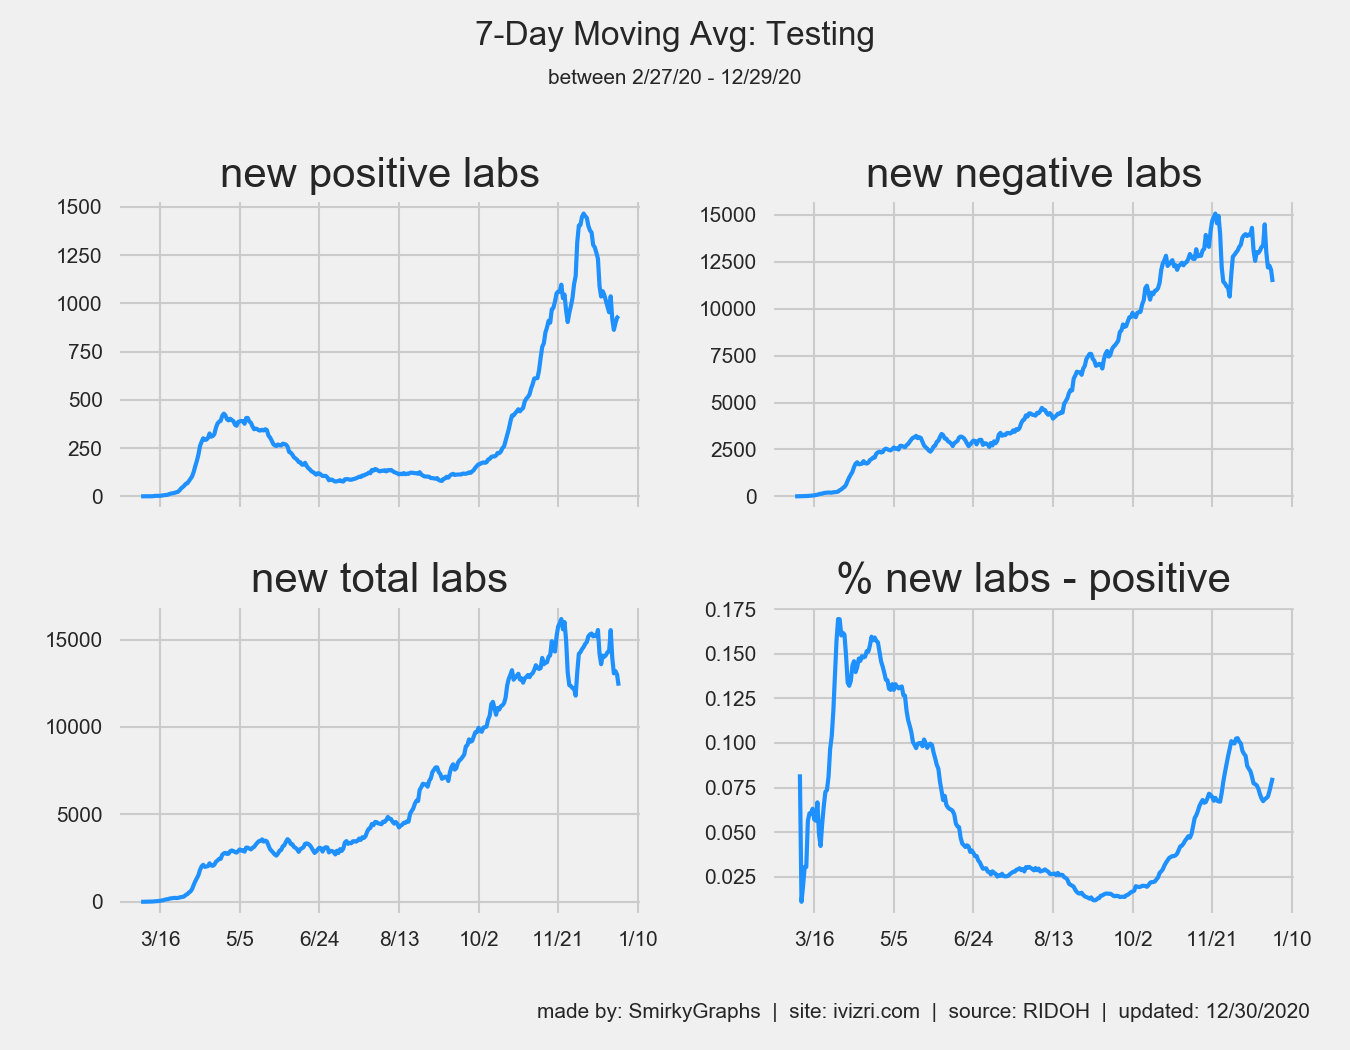 7-Day Moving Avg: Testing
between 2/27/20 - 12/29/20
new positive labs
1500
1250
1000
750
500
250
0
new negative labs
15000
12500
10000
7500
5000
2500
0
new total labs
15000
10000
5000
0
3/16 5/5 6/24 8/13 10/2 11/21 1/10
% new labs - positive
0.175
0.150
0.125
0.100
0.075
0.050
0.025
3/16 5/5 6/24 8/13 10/2 11/21 1/10
made by: SmirkyGraphs | site: ivizri.com | source: RIDOH | updated: 12/30/2020